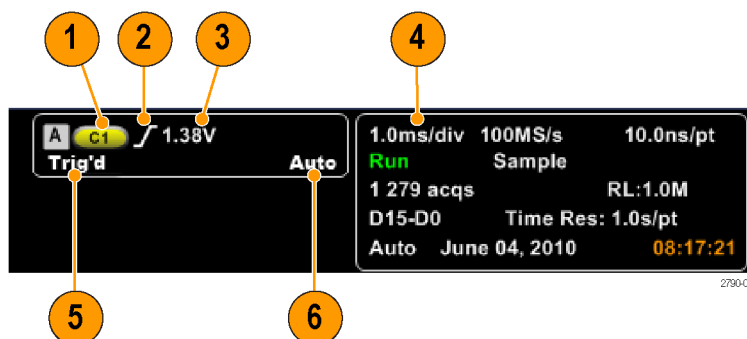 1 2 3 4
A C1 1.38V
Trig'd Auto
1.0ms/div 100MS/s 10.0ns/pt
Run Sample
1 279 acqs RL:1.0M
D15-D0 Time Res: 1.0s/pt
Auto June 04, 2010 08:17:21
2790-0
5 6